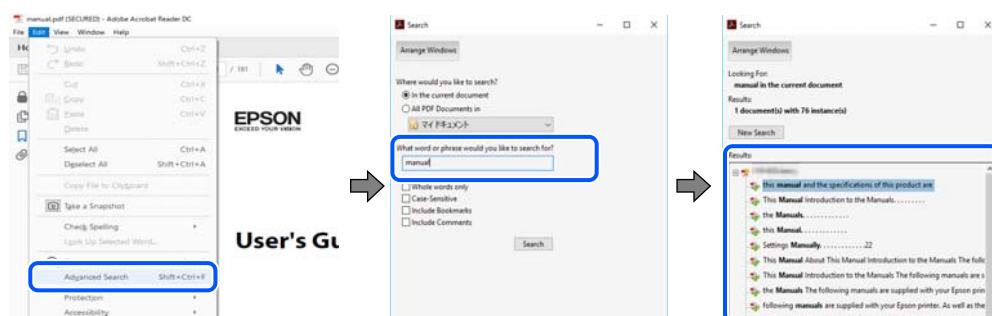 manual.pdf (SECURED) - Adobe Acrobat Reader DC
File Edit View Window Help
Undo Ctrl+Z
Redo Shift+Ctrl+Z
Cut Ctrl+X
Copy Ctrl+C
Paste Ctrl+V
Delete
Select All Ctrl+A
Deselect All Shift+Ctrl+A
Copy File to Clipboard
Take a Snapshot
Check Spelling
Look Up Selected Word...
Advanced Search Shift+Ctrl+F
Protection
Accessibility
/ 181
EPSON
EXCEED YOUR VISION
User's Gu
Search
Arrange Windows
Where would you like to search?
In the current document
All PDF Documents in
マイドキュメント
What word or phrase would you like to search for?
manual
Whole words only
Case-Sensitive
Include Bookmarks
Include Comments
Search
Search
Arrange Windows
Looking For:
manual in the current document
Results:
1 document(s) with 76 instance(s)
New Search
Results:
this manual and the specifications of this product are
This Manual Introduction to the Manuals. . . . . . . .
the Manuals. . . . . . . . . . . . .
this Manual. . . . . . . . . . . . .
Settings Manually. . . . . . . . . . . .22
This Manual About This Manual Introduction to the Manuals The follo
This Manual Introduction to the Manuals The following manuals are s
the Manuals The following manuals are supplied with your Epson prin
following manuals are supplied with your Epson printer. As well as the